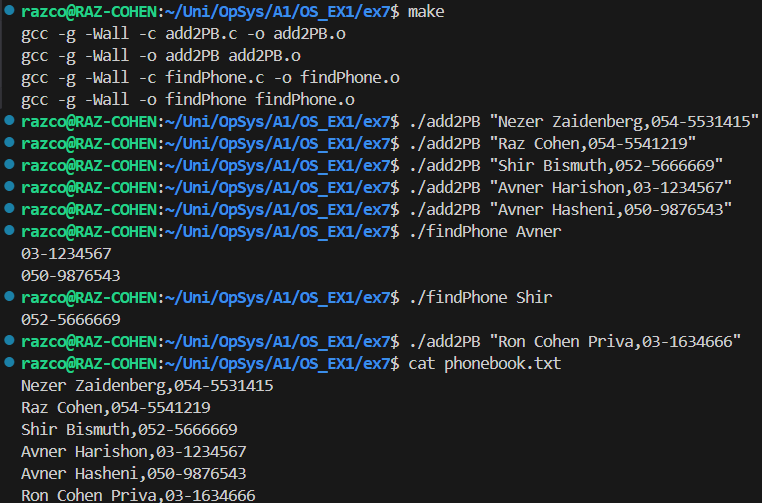 razco@RAZ-COHEN:~/Uni/OpSys/A1/OS_EX1/ex7$ make
gcc -g -Wall -c add2PB.c -o add2PB.o
gcc -g -Wall -o add2PB add2PB.o
gcc -g -Wall -c findPhone.c -o findPhone.o
gcc -g -Wall -o findPhone findPhone.o
razco@RAZ-COHEN:~/Uni/OpSys/A1/OS_EX1/ex7$ ./add2PB "Nezer Zaidenberg,054-5531415"
razco@RAZ-COHEN:~/Uni/OpSys/A1/OS_EX1/ex7$ ./add2PB "Raz Cohen,054-5541219"
razco@RAZ-COHEN:~/Uni/OpSys/A1/OS_EX1/ex7$ ./add2PB "Shir Bismuth,052-5666669"
razco@RAZ-COHEN:~/Uni/OpSys/A1/OS_EX1/ex7$ ./add2PB "Avner Harishon,03-1234567"
razco@RAZ-COHEN:~/Uni/OpSys/A1/OS_EX1/ex7$ ./add2PB "Avner Hasheni,050-9876543"
razco@RAZ-COHEN:~/Uni/OpSys/A1/OS_EX1/ex7$ ./findPhone Avner
03-1234567
050-9876543
razco@RAZ-COHEN:~/Uni/OpSys/A1/OS_EX1/ex7$ ./findPhone Shir
052-5666669
razco@RAZ-COHEN:~/Uni/OpSys/A1/OS_EX1/ex7$ ./add2PB "Ron Cohen Priva,03-1634666"
razco@RAZ-COHEN:~/Uni/OpSys/A1/OS_EX1/ex7$ cat phonebook.txt
Nezer Zaidenberg,054-5531415
Raz Cohen,054-5541219
Shir Bismuth,052-5666669
Avner Harishon,03-1234567
Avner Hasheni,050-9876543
Ron Cohen Priva,03-1634666